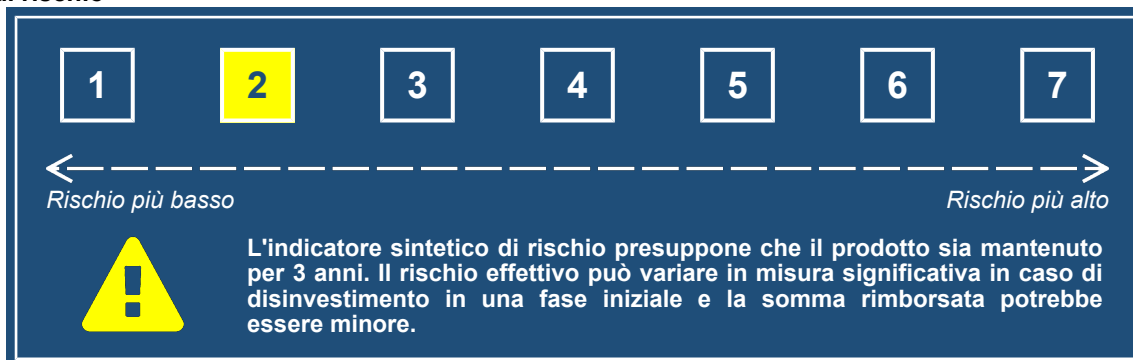 1 2 3 4 5 6 7
Rischio più basso Rischio più alto
L'indicatore sintetico di rischio presuppone che il prodotto sia mantenuto
per 3 anni. Il rischio effettivo può variare in misura significativa in caso di
disinvestimento in una fase iniziale e la somma rimborsata potrebbe
essere minore.